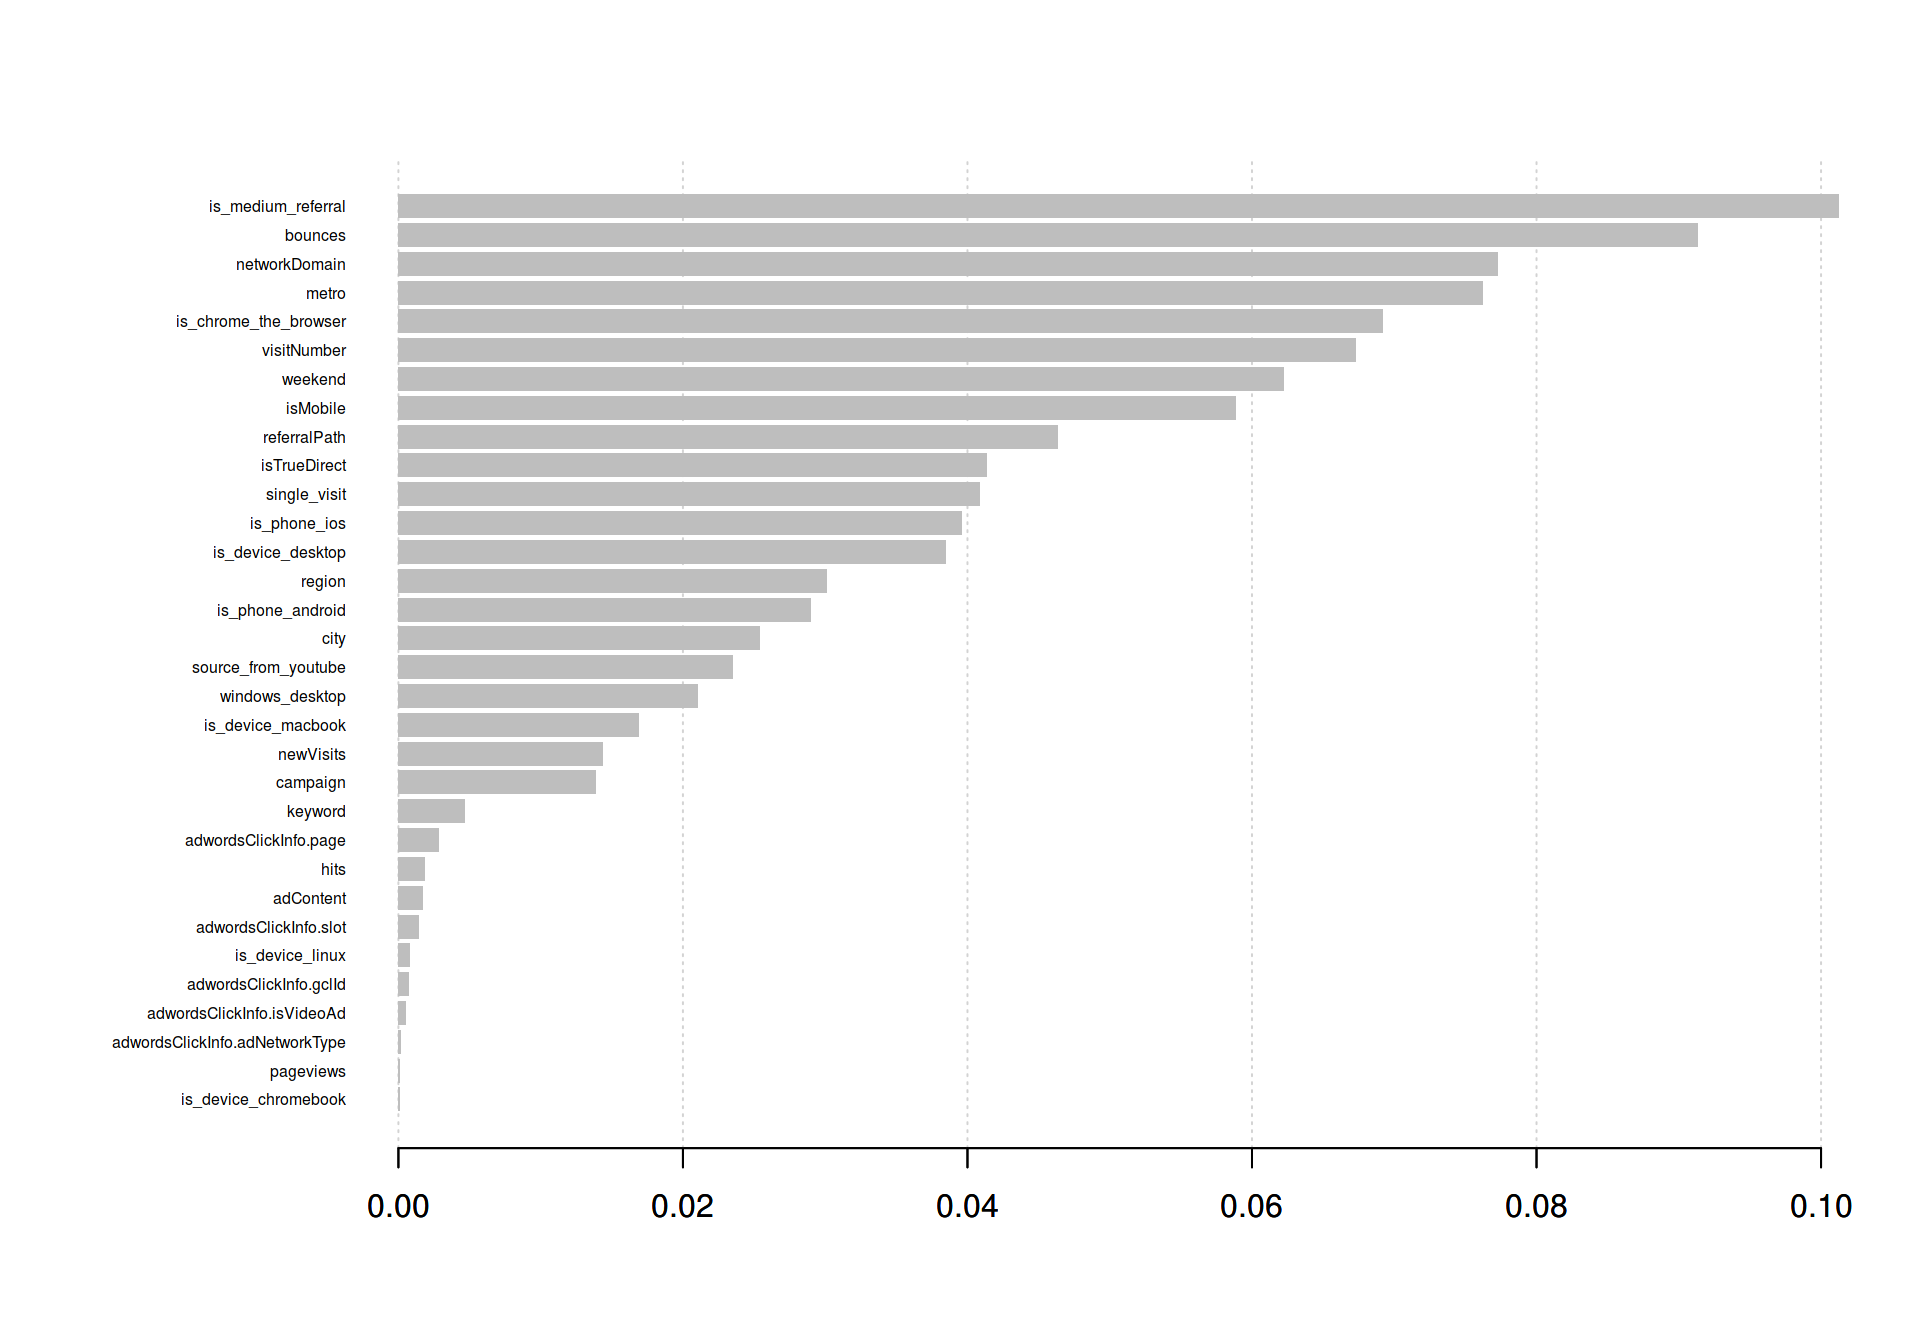 is_medium_referral
bounces
networkDomain
metro
is_chrome_the_browser
visitNumber
weekend
isMobile
referralPath
isTrueDirect
single_visit
is_phone_ios
is_device_desktop
region
is_phone_android
city
source_from_youtube
windows_desktop
is_device_macbook
newVisits
campaign
keyword
adwordsClickInfo.page
hits
adContent
adwordsClickInfo.slot
is_device_linux
adwordsClickInfo.gclId
adwordsClickInfo.isVideoAd
adwordsClickInfo.adNetworkType
pageviews
is_device_chromebook
0.00 0.02 0.04 0.06 0.08 0.10